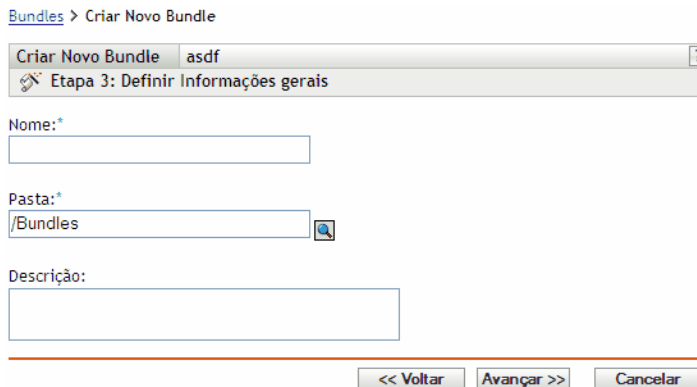 Bundles > Criar Novo Bundle
Criar Novo Bundle asdf
Etapa 3: Definir Informações gerais
Nome:*
Pasta:*
/Bundles
Descrição:
<< Voltar Avançar >> Cancelar